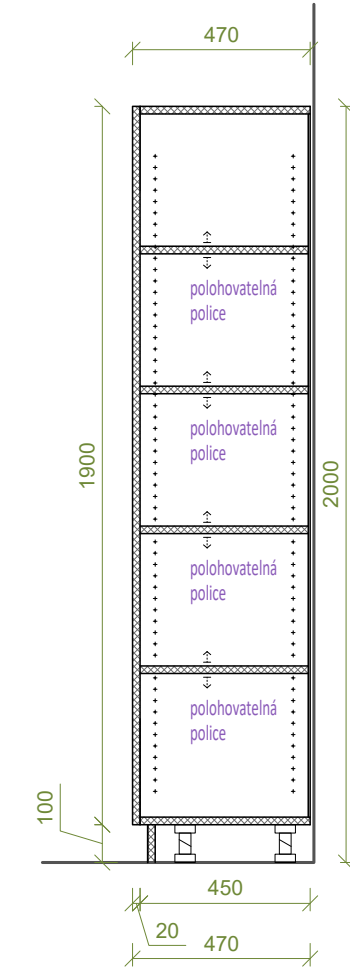 470
polohovatelná
police
polohovatelná
police
1900
2000
polohovatelná
police
polohovatelná
police
100
450
20
470